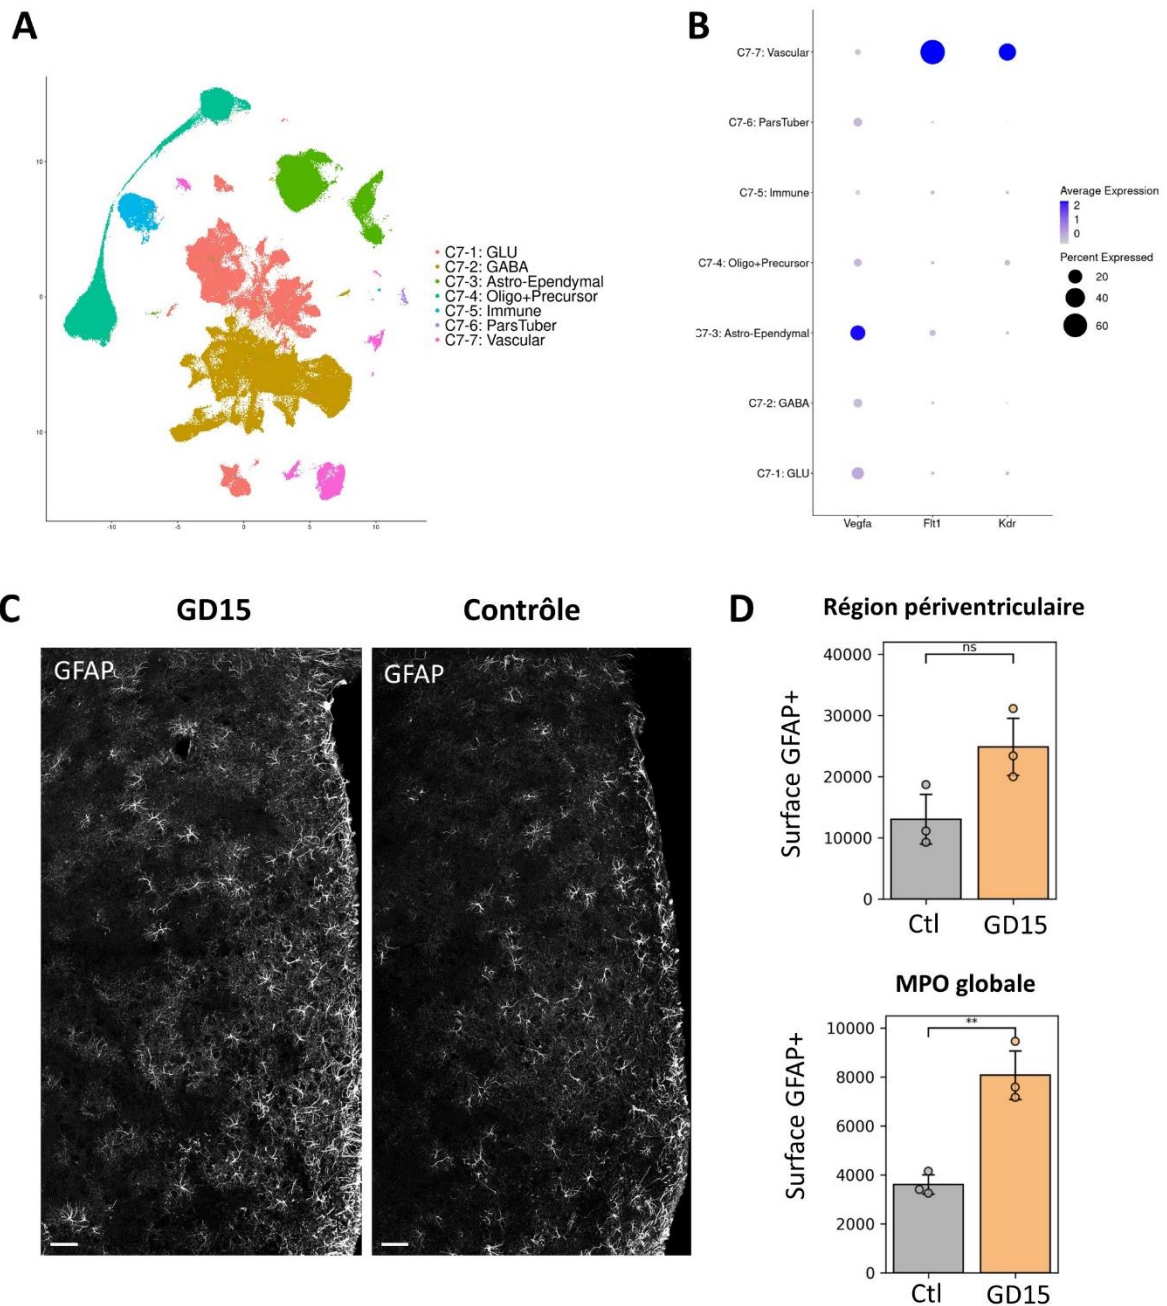 A
10
0
10
-10
-5
0
5
10
C7-1: GLU
C7-2: GABA
C7-3: Astro-Ependymal
C7-4: Oligo+Precursor
C7-5: Immune
C7-6: ParsTuber
C7-7: Vascular
B
C7-7: Vascular
C7-6: ParsTuber
C7-5: Immune
C7-4: Oligo+Precursor
C7-3: Astro-Ependymal
C7-2: GABA
C7-1: GLU
Vegfa Flt1 Kdr
Average Expression
2
1
0
Percent Expressed
20
40
60
C
GD15 Contrôle
GFAP GFAP
D
Région périventriculaire
ns
40000
30000
20000
10000
0
Surface GFAP+
Ctl GD15
MPO globale
**
10000
8000
6000
4000
2000
0
Surface GFAP+
Ctl GD15